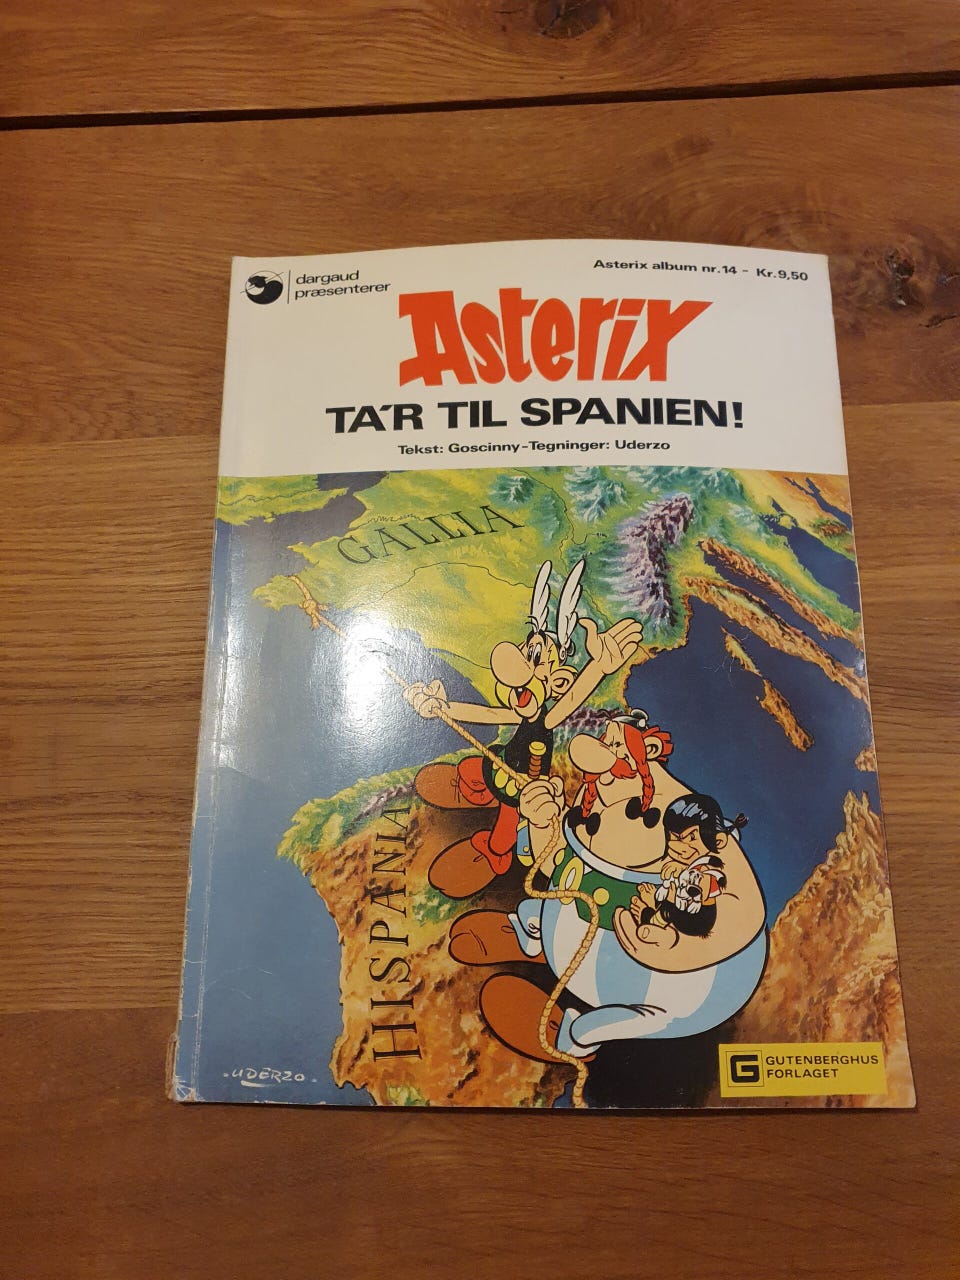 dargaud
præsenterer
Asterix album nr. 14 - Kr. 9,50
Asterix
TA'R TIL SPANIEN!
Tekst: Goscinny-Tegninger: Uderzo
GALLIA
HISPANIA
UDERZO
G GUTENBERGHUS
FORLAGET